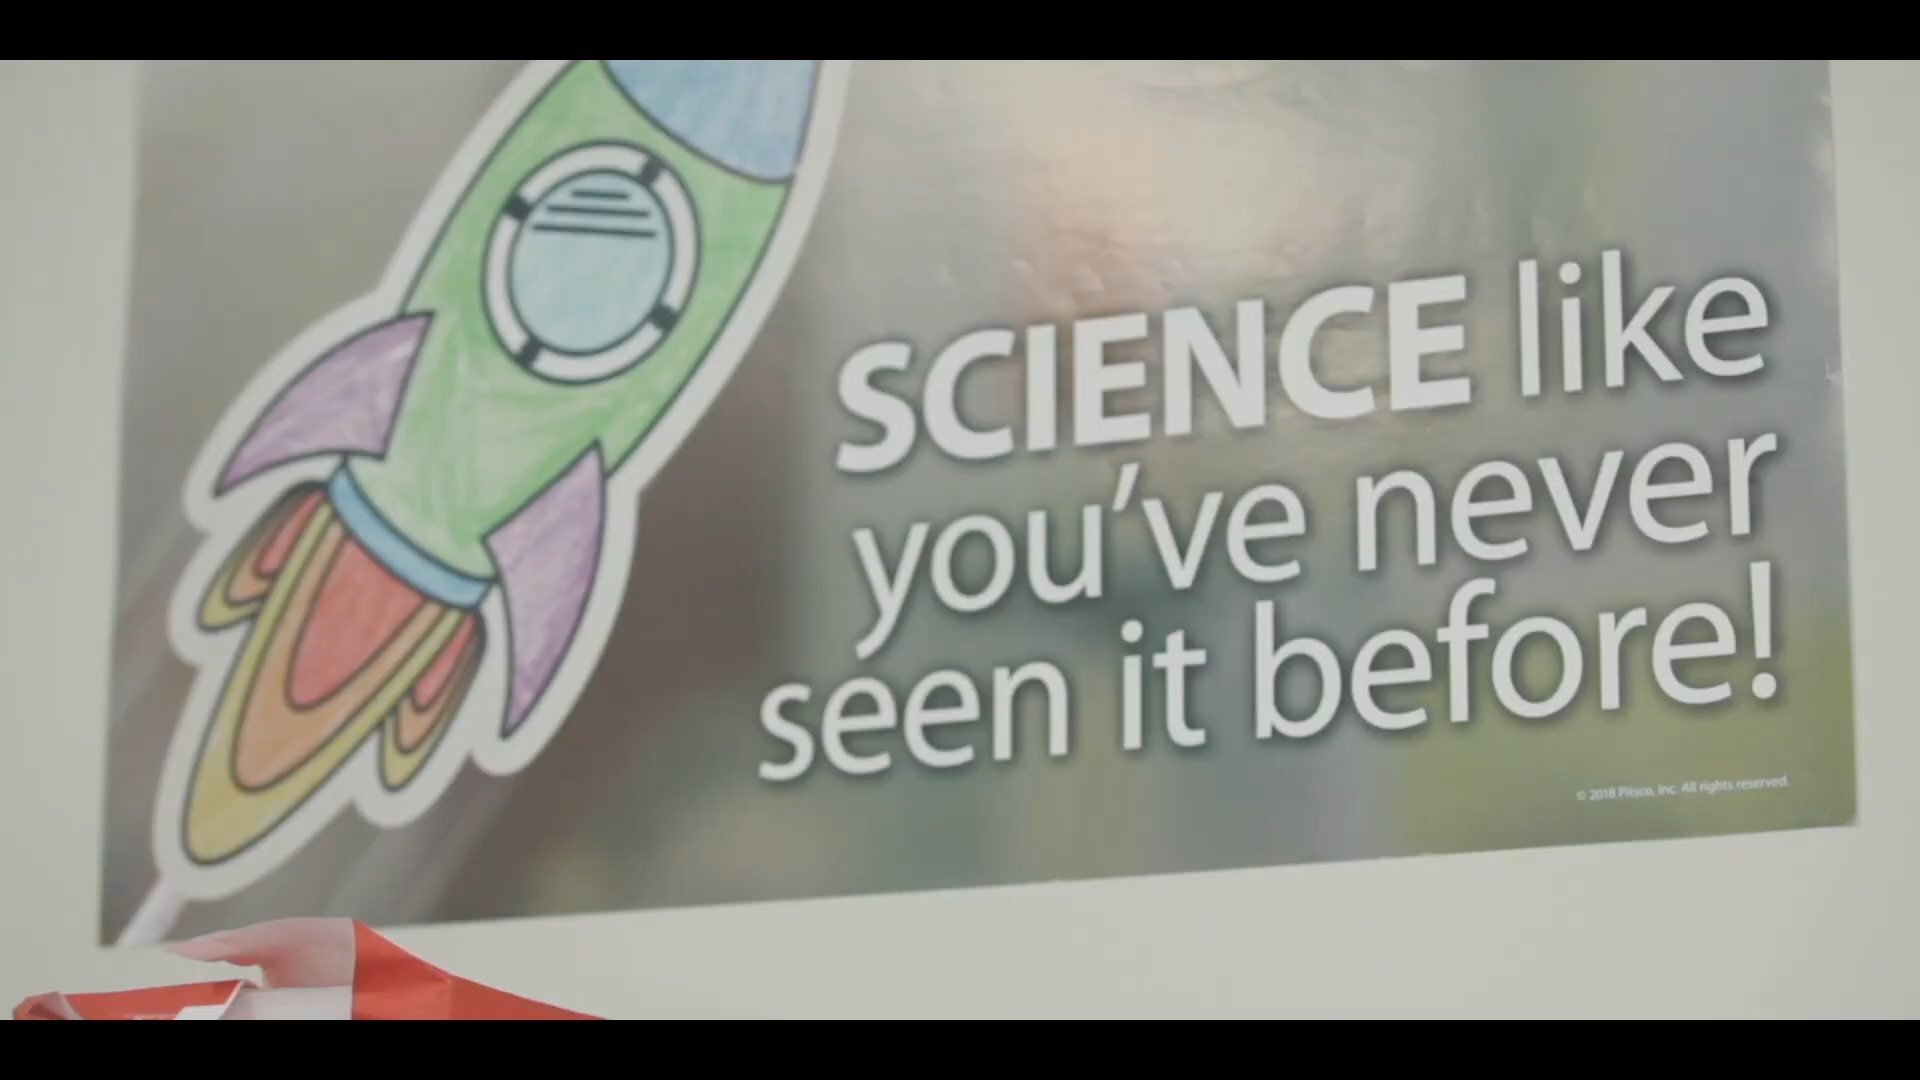 SCIENCE like
you've never
seen it before!
© 2018 Pitsco, Inc. All rights reserved.